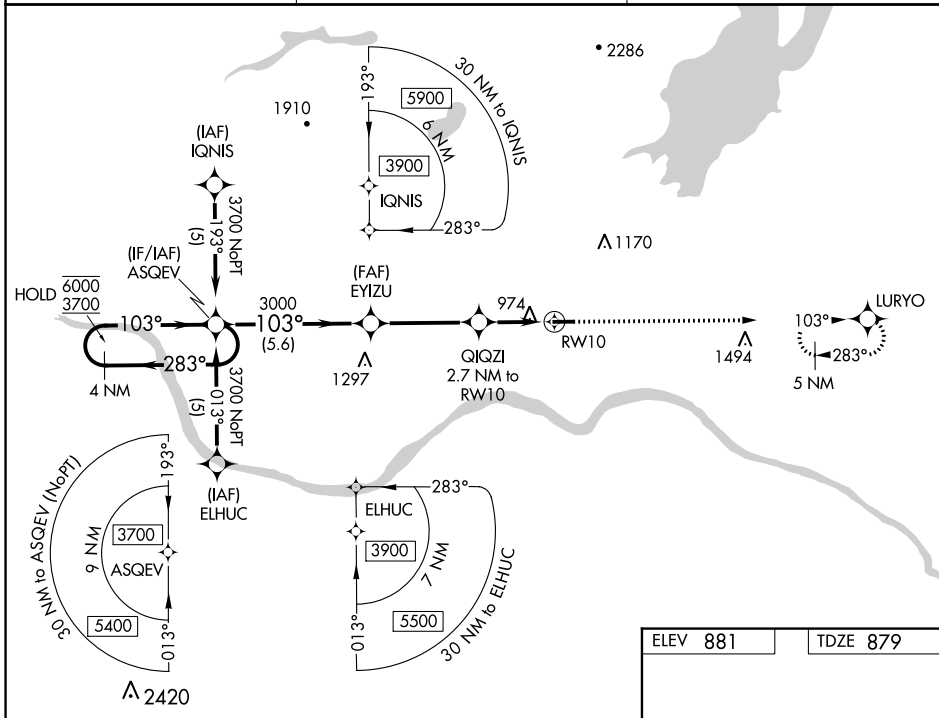 2286
193°
30 NM to IQNIS
5900
6 NM
1910
3900
IQNIS
283°
(IAF)
IQNIS
3700 NoPT
193°
(5)
1170
(IF/IAF)
ASQEV
HOLD
6000
3700
103°
283°
4 NM
3000
103°
(5.6)
(FAF)
EYIZU
1297
974
QIQZI
2.7 NM to
RW10
RW10
1494
LURYO
103°
283°
5 NM
3700 NoPT
013°
(5)
(IAF)
ELHUC
30 NM to ASQEV (NoPT)
193°
9 NM
3700
ASQEV
5400
013°
2420
283°
ELHUC
3900
7 NM
5500
013°
30 NM to ELHUC
ELEV 881
TDZE 879